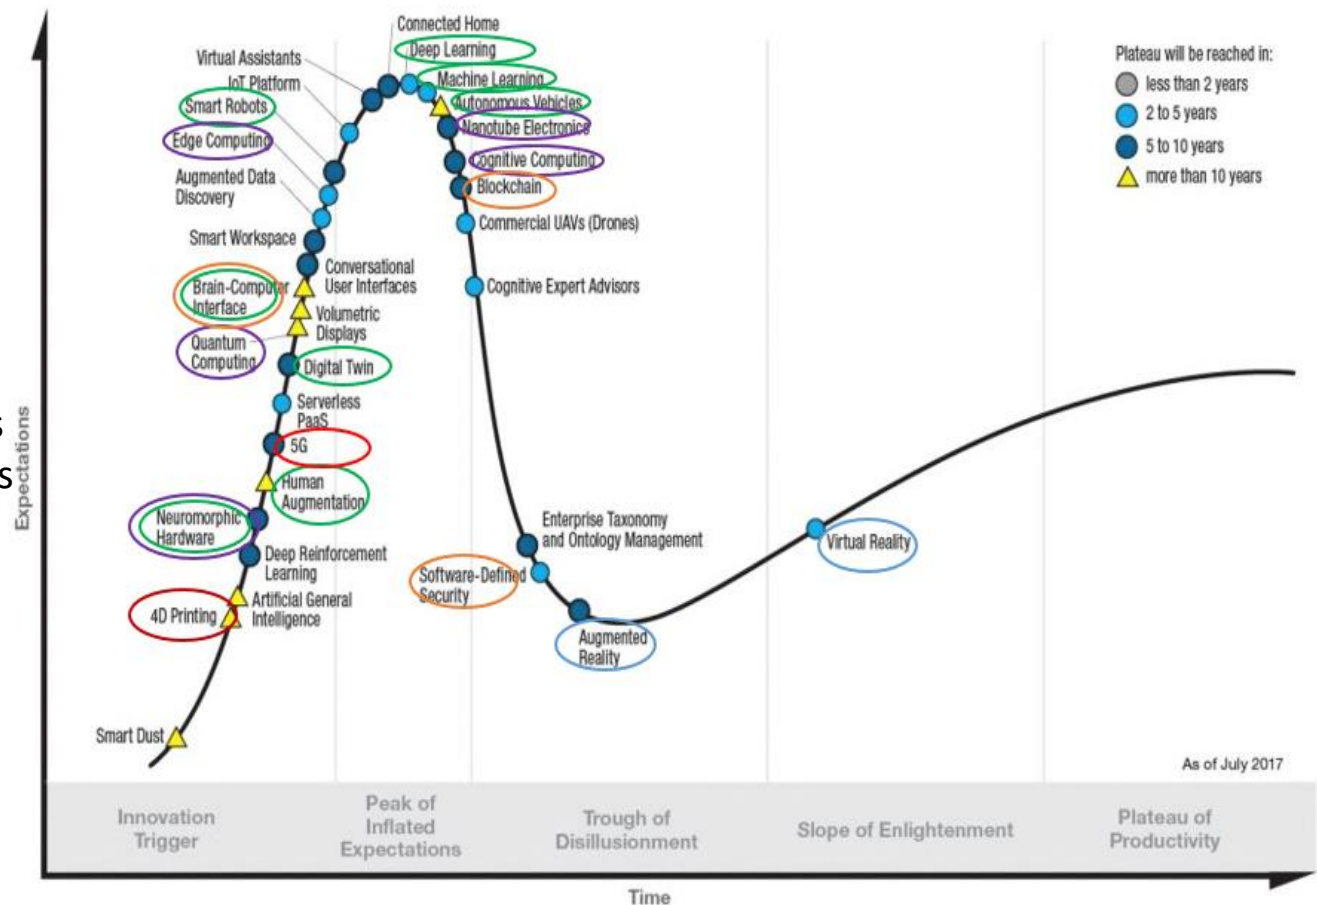 Connected Home
Deep Learning
Virtual Assistants
IoT Platform
Machine Learning
Smart Robots
Autonomous Vehicles
Nanotube Electronics
Edge Computing
Cognitive Computing
Augmented Data
Discovery
Blockchain
Commercial UAVs (Drones)
Smart Workspace
Conversational
User Interfaces
Brain-Computer
Interface
Cognitive Expert Advisors
Volumetric
Displays
Quantum
Computing
Digital Twin
Serverless
PaaS
5G
Human
Augmentation
Neuromorphic
Hardware
Deep Reinforcement
Learning
Artificial General
Intelligence
4D Printing
Smart Dust
Enterprise Taxonomy
and Ontology Management
Software-Defined
Security
Augmented
Reality
Virtual Reality
Plateau will be reached in:
less than 2 years
2 to 5 years
5 to 10 years
more than 10 years
As of July 2017
s
s
Expectations
Innovation
Trigger
Peak of
Inflated
Expectations
Trough of
Disillusionment
Slope of Enlightenment
Plateau of
Productivity
Time